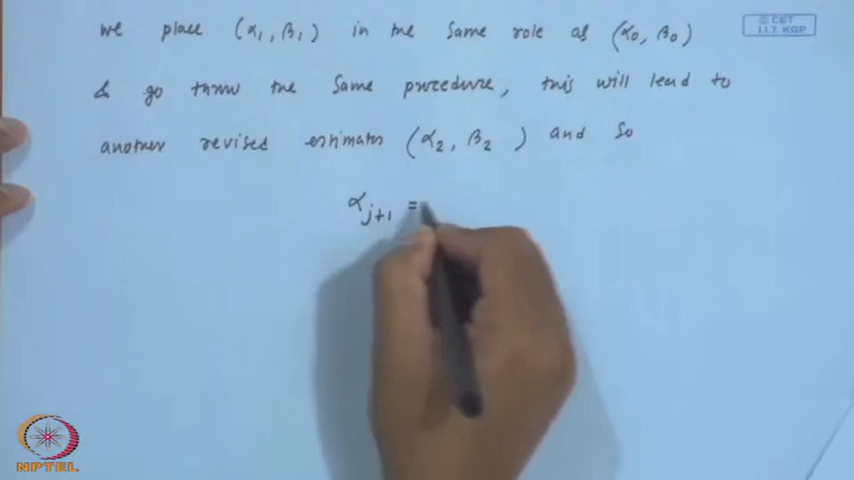 we place (α₁, β₁) in the same role as (α₀, β₀)
© CET
I.I.T. KGP
& go thru the same procedure, this will lead to
another revised estimates (α₂, β₂ ) and so
α_{j+1} =
NPTEL